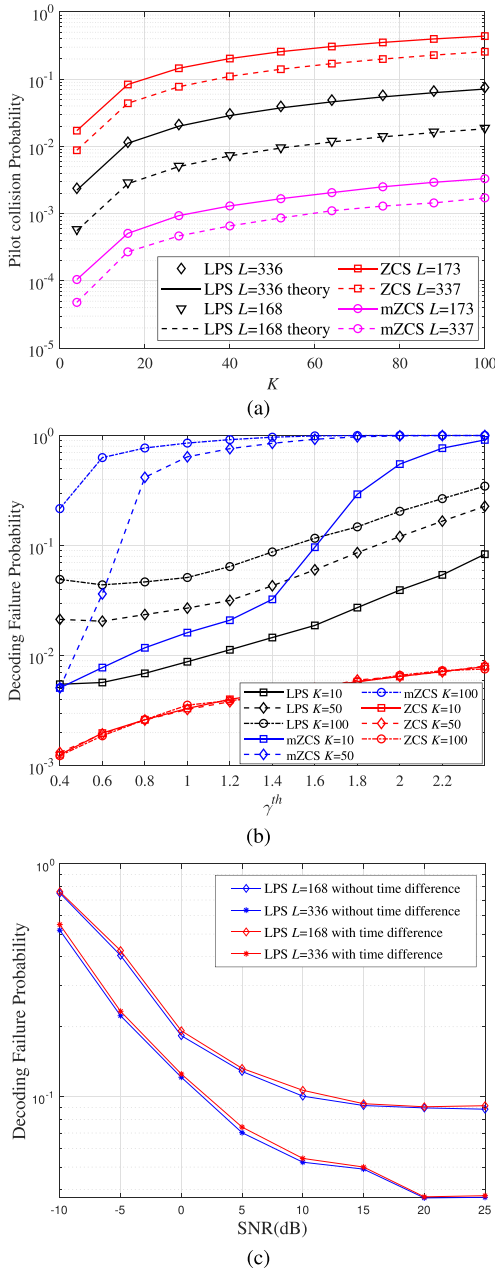 10^0
10^-1
10^-2
10^-3
10^-4
10^-5
Pilot collision Probability
LPS L=336
LPS L=336 theory
LPS L=168
LPS L=168 theory
ZCS L=173
ZCS L=337
mZCS L=173
mZCS L=337
0 20 40 60 80 100
K
(a)
10^0
10^-1
10^-2
10^-3
Decoding Failure Probability
LPS K=10
LPS K=50
LPS K=100
mZCS K=10
mZCS K=50
mZCS K=100
ZCS K=10
ZCS K=50
ZCS K=100
0.4 0.6 0.8 1 1.2 1.4 1.6 1.8 2 2.2
γ^th
(b)
10^0
10^-1
Decoding Failure Probability
LPS L=168 without time difference
LPS L=336 without time difference
LPS L=168 with time difference
LPS L=336 with time difference
-10 -5 0 5 10 15 20 25
SNR(dB)
(c)